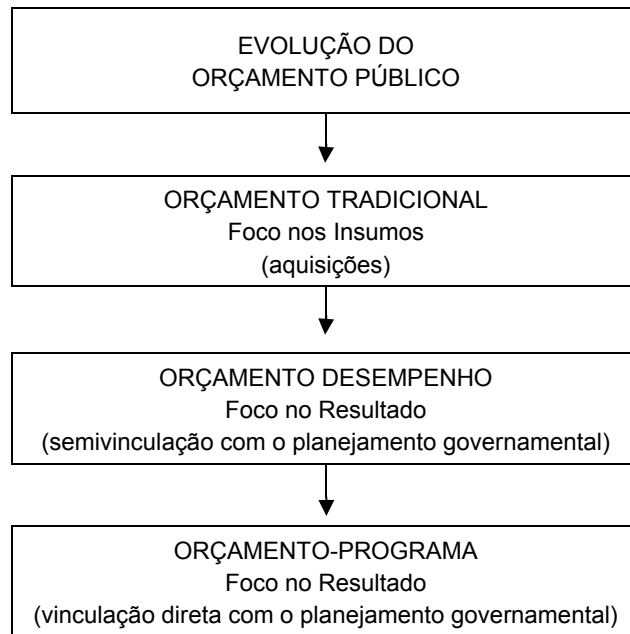 EVOLUÇÃO DO
ORÇAMENTO PÚBLICO
ORÇAMENTO TRADICIONAL
Foco nos Insumos
(aquisições)
ORÇAMENTO DESEMPENHO
Foco no Resultado
(semivinculação com o planejamento governamental)
ORÇAMENTO-PROGRAMA
Foco no Resultado
(vinculação direta com o planejamento governamental)